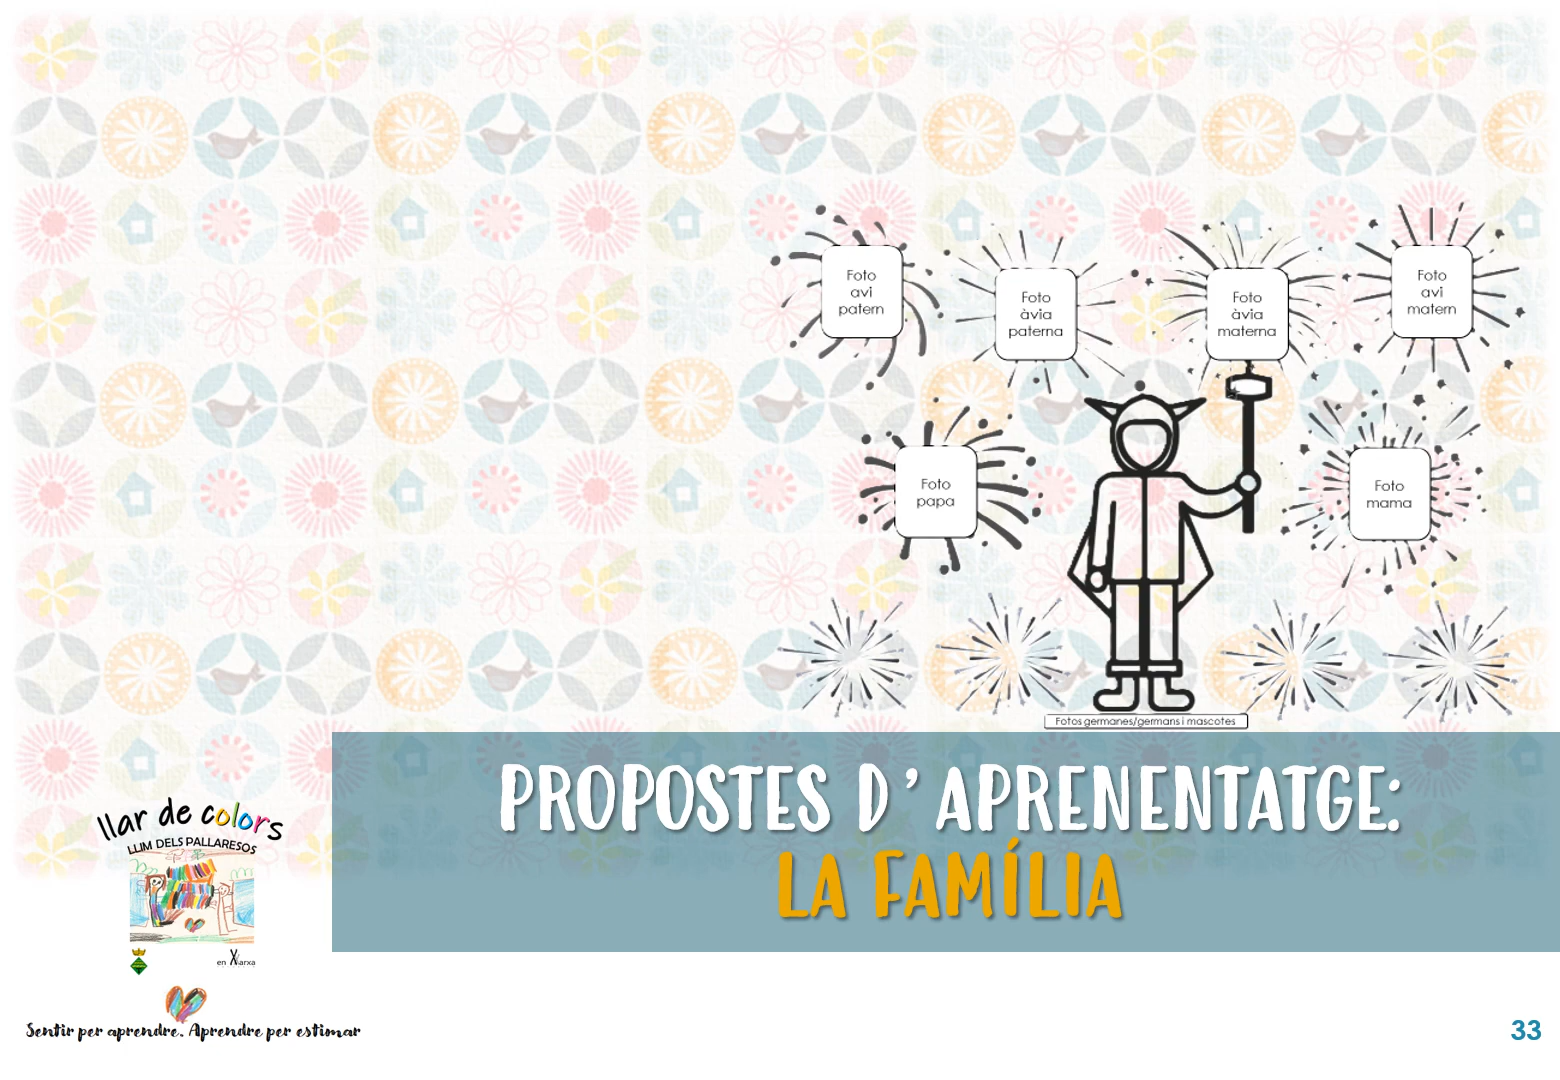 Foto
avi
patern
Foto
àvia
paterna
Foto
àvia
materna
Foto
avi
matern
Foto
papa
Foto
mama
Fotos germanes/germans i mascotes
PROPOSTES D'APRENENTATGE:
LA FAMÍLIA
llar de colors
LLIM DELS PALLARESOS
en Xarxa
Sentir per aprendre. Aprendre per estimar
33